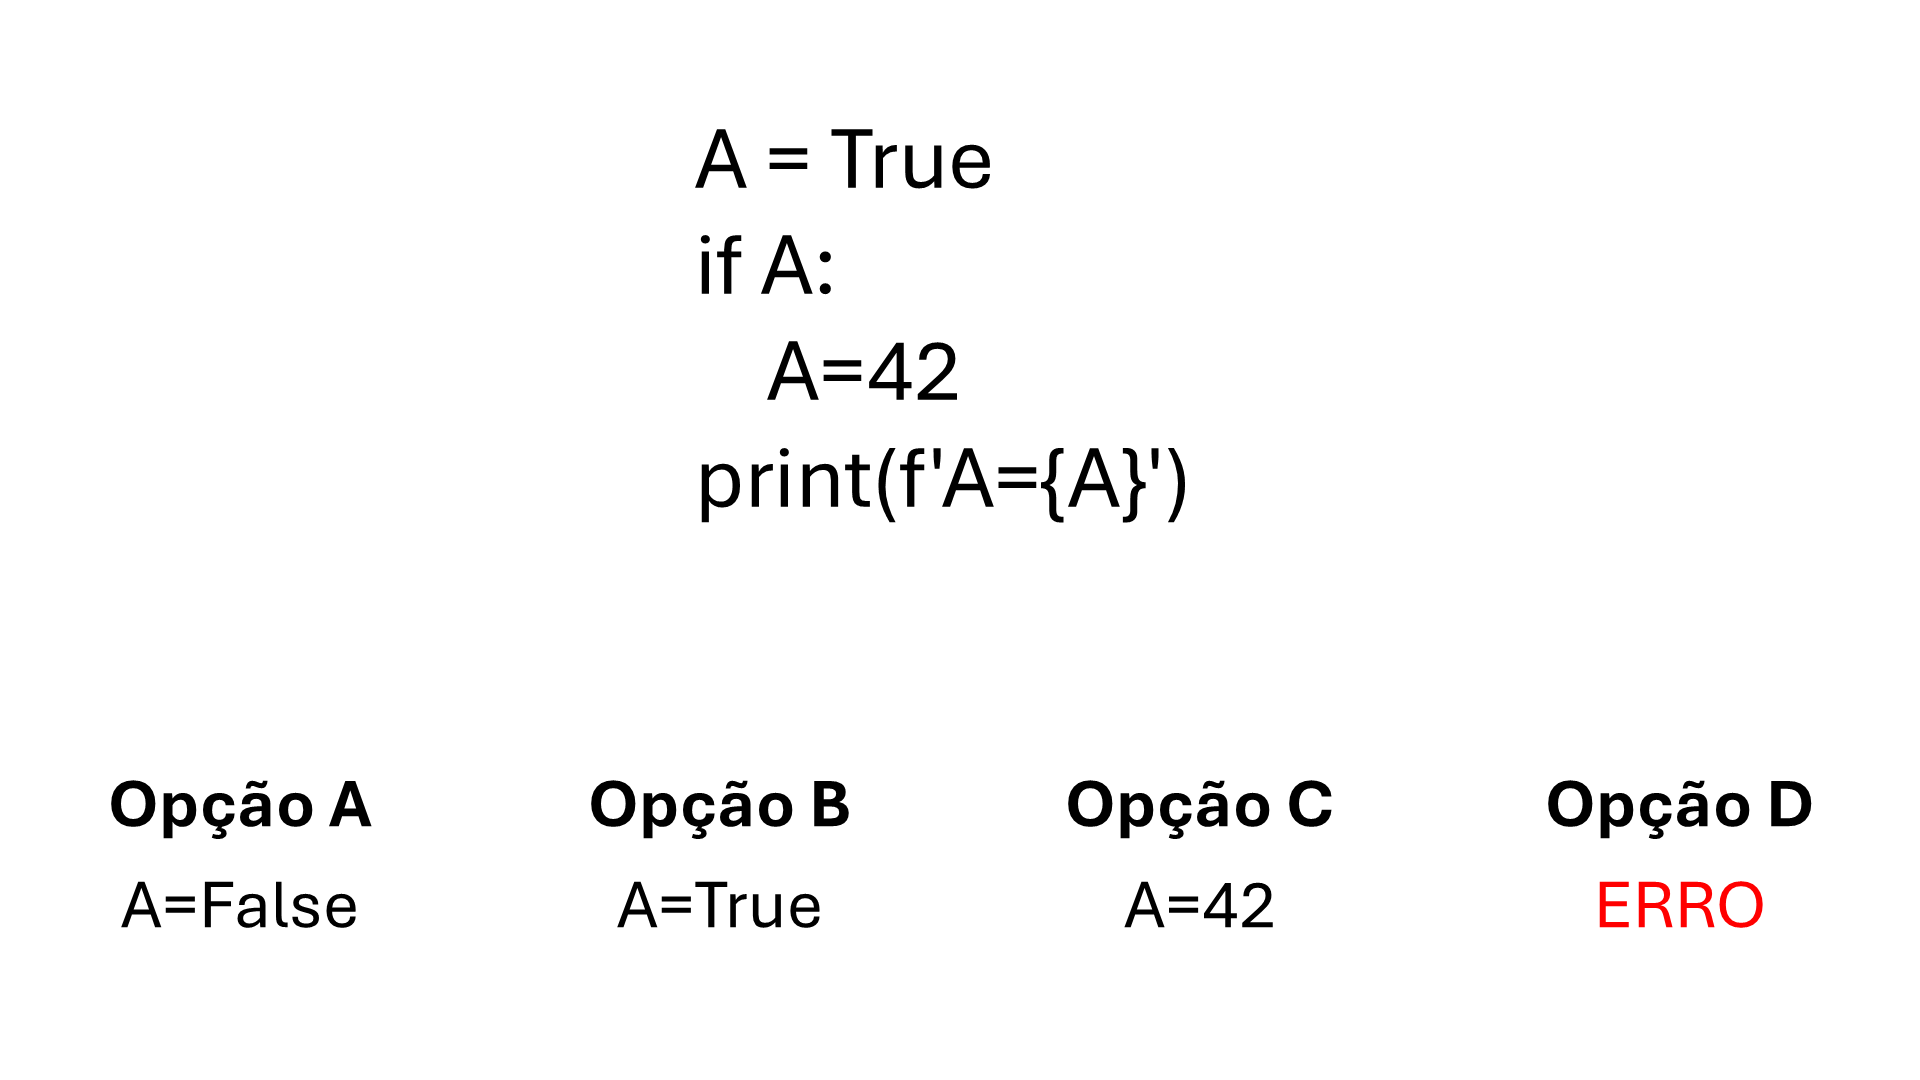 A = True
if A:
    A=42
print(f'A={A}')
Opção A
Opção B
Opção C
Opção D
A=False
A=True
A=42
ERRO